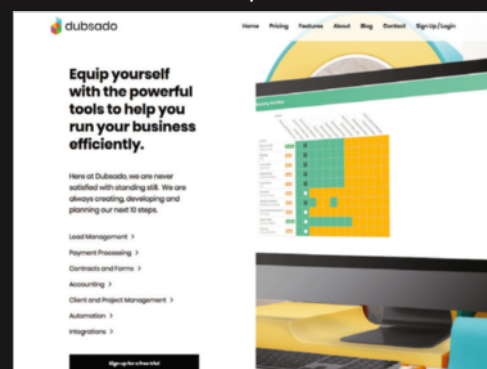 dubsado
Home Pricing Features About Blog Contact Sign Up / Login
Equip yourself
with the powerful
tools to help you
run your business
efficiently.
Here at Dubsado, we are never
satisfied with standing still. We are
always creating, developing and
planning our next 10 steps.
Lead Management >
Payment Processing >
Contracts and Forms >
Accounting >
Client and Project Management >
Automation >
Integrations >
Sign up for a free trial